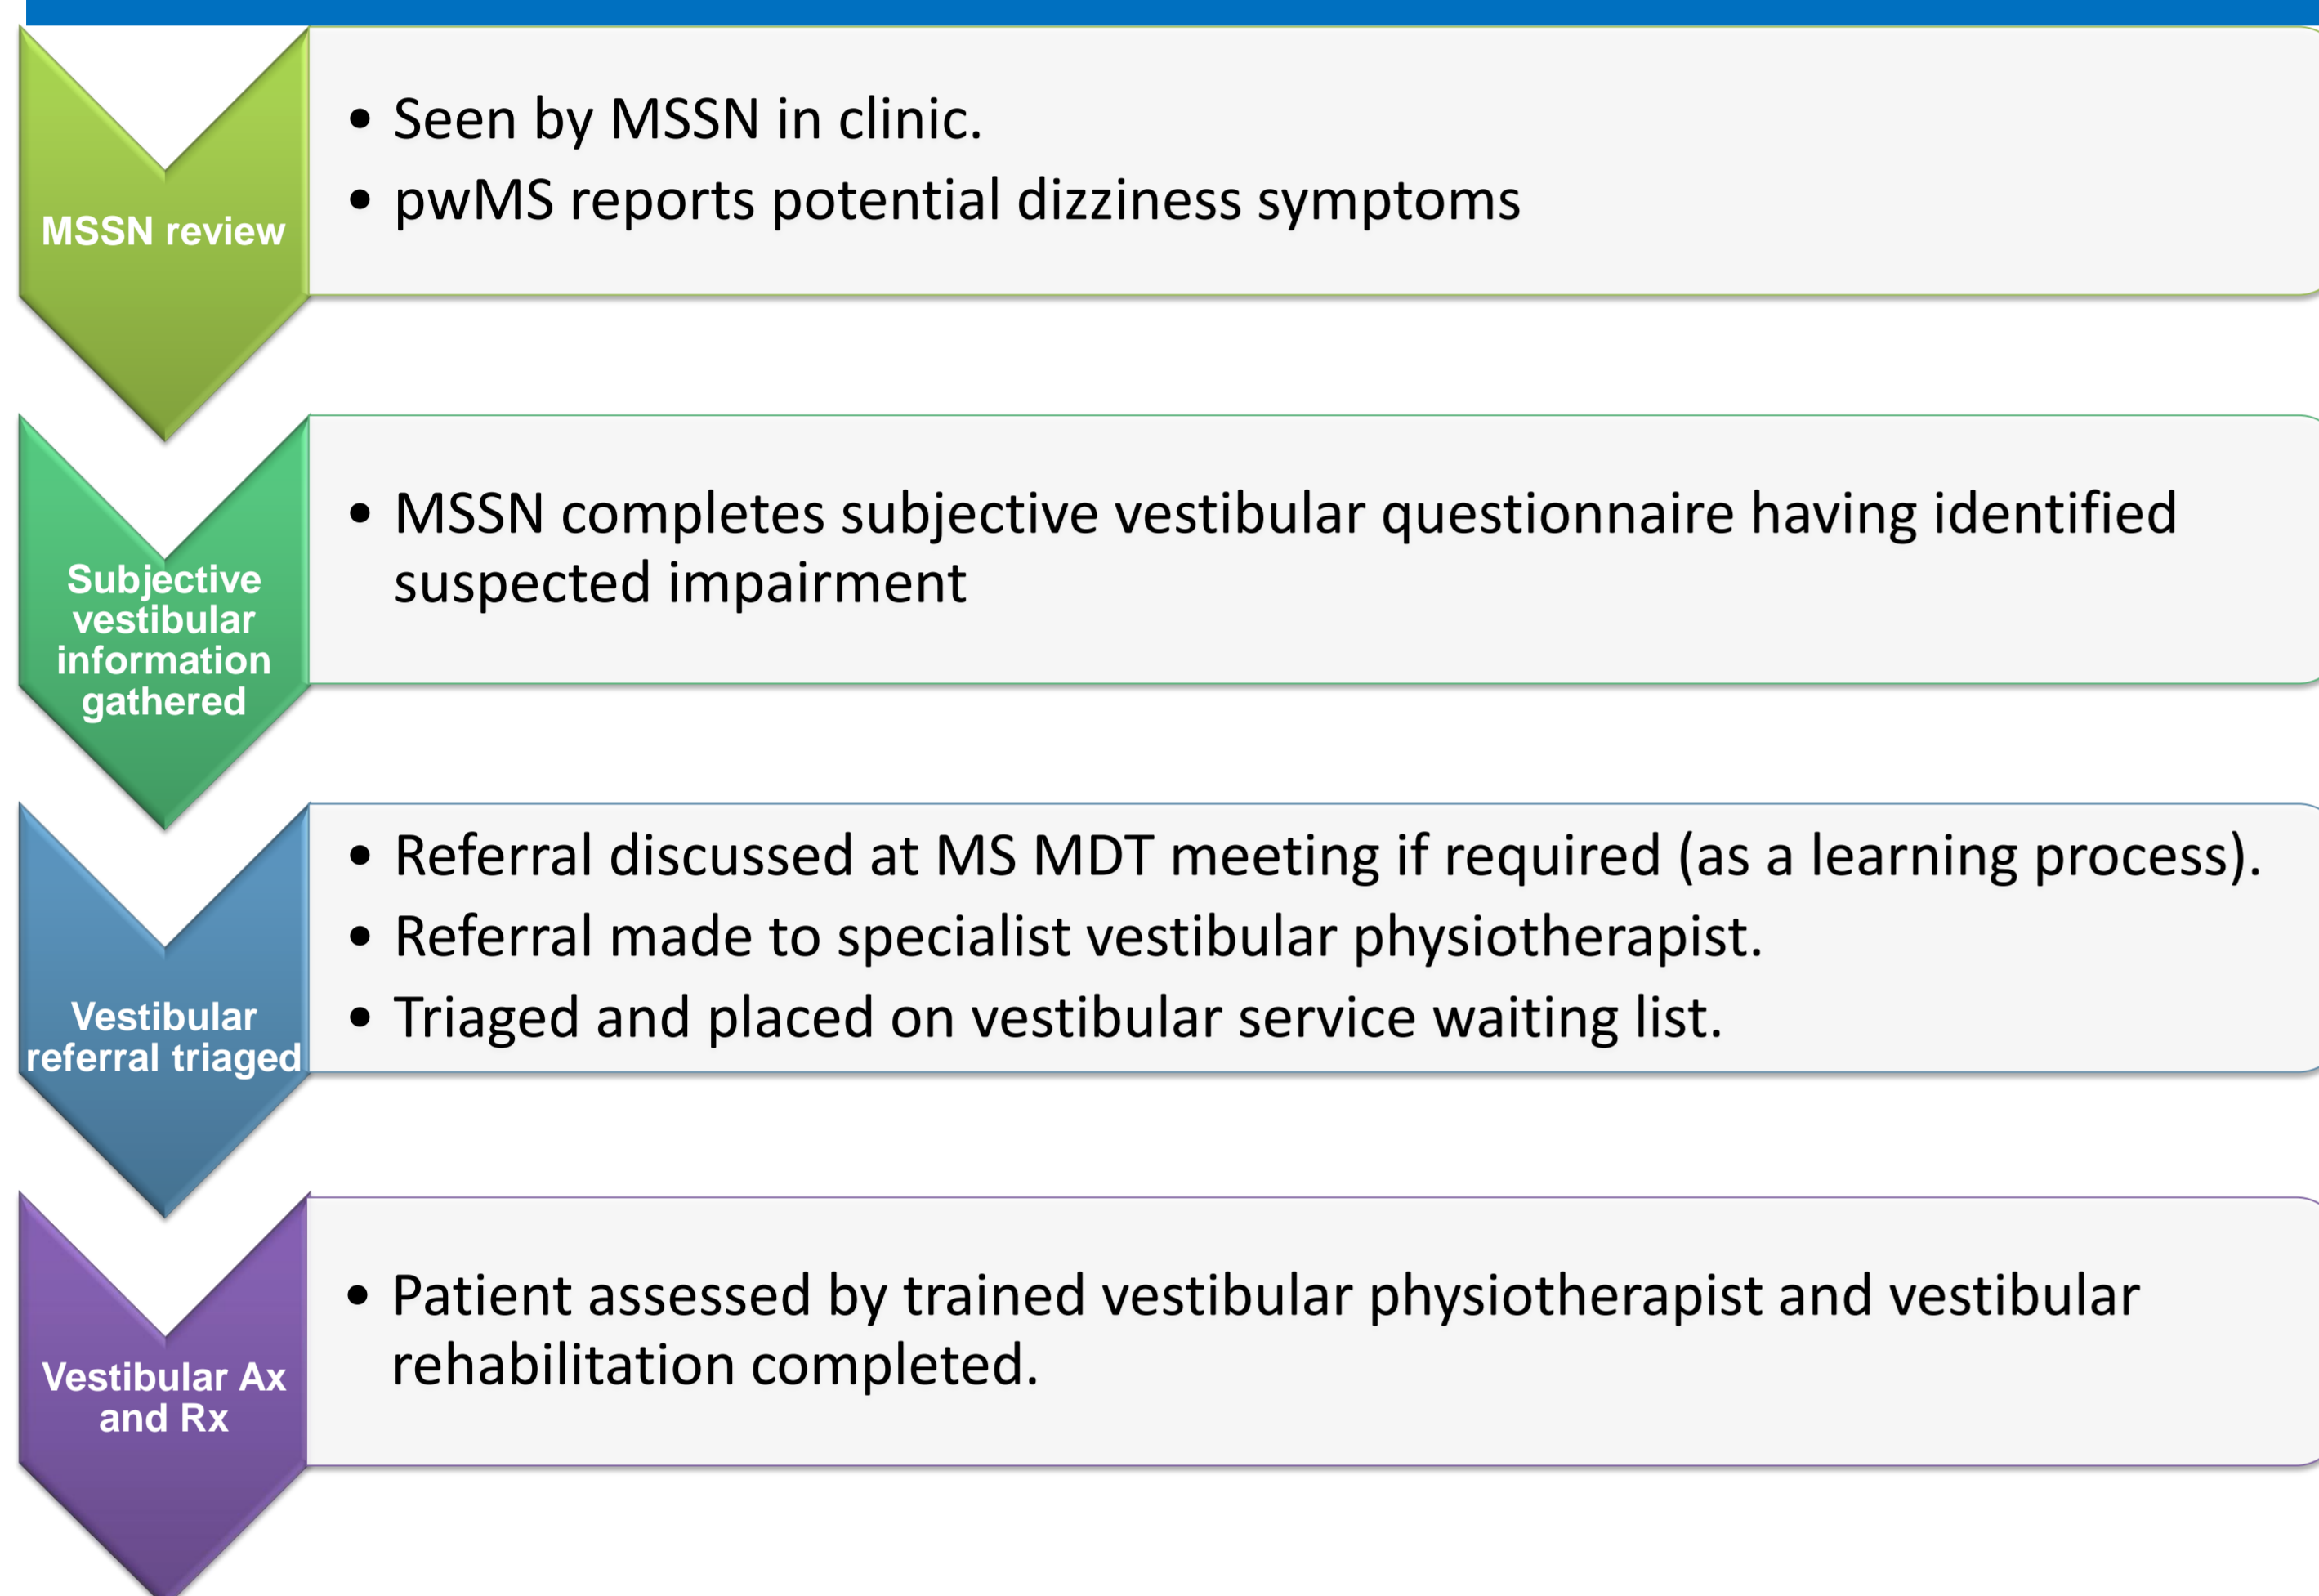 MSSN review
• Seen by MSSN in clinic.
• pwMS reports potential dizziness symptoms
Subjective
vestibular
information
gathered
• MSSN completes subjective vestibular questionnaire having identified
suspected impairment
Vestibular
referral triaged
• Referral discussed at MS MDT meeting if required (as a learning process).
• Referral made to specialist vestibular physiotherapist.
• Triaged and placed on vestibular service waiting list.
Vestibular Ax
and Rx
• Patient assessed by trained vestibular physiotherapist and vestibular
rehabilitation completed.